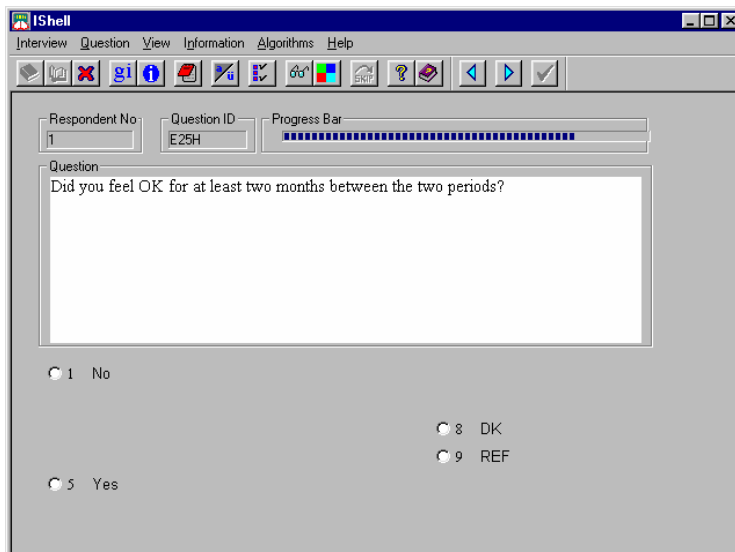 IShell
Interview Question View Information Algorithms Help
gi i a/ü SKIP ?
Respondent No Question ID Progress Bar
1 E25H
Question
Did you feel OK for at least two months between the two periods?
1 No
8 DK
9 REF
5 Yes